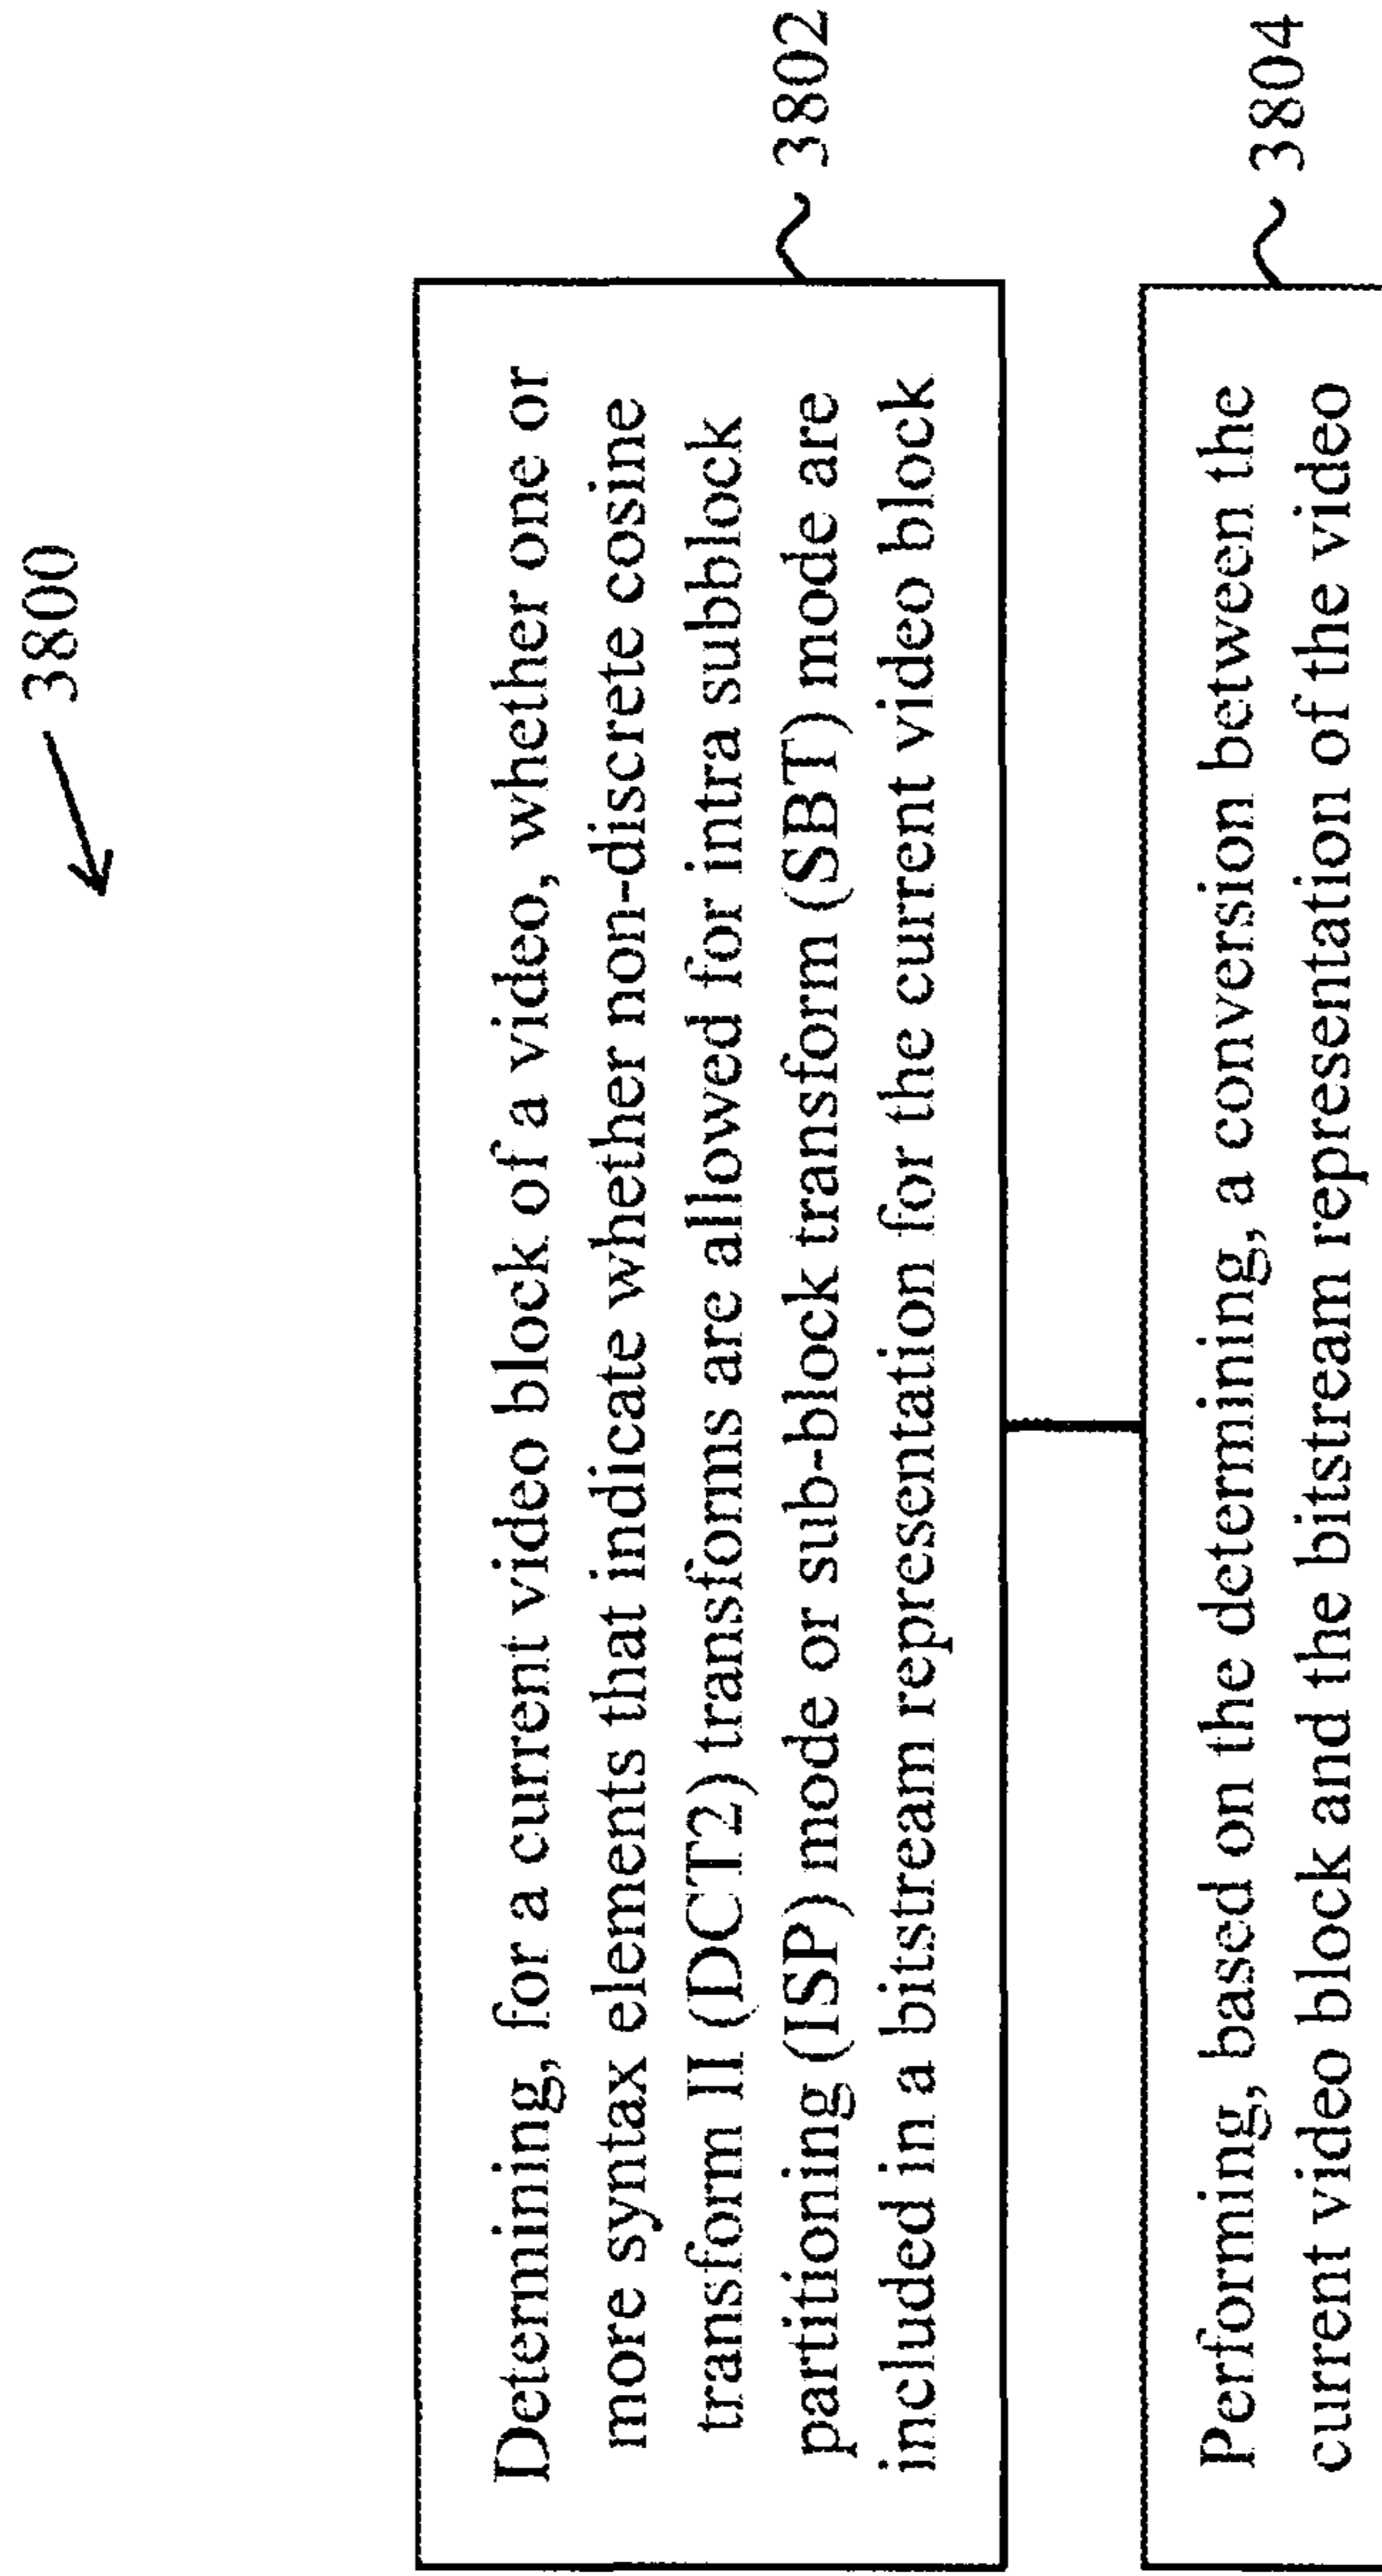 3800
Determining, for a current video block of a video, whether one or
more syntax elements that indicate whether non-discrete cosine
transform II (DCT2) transforms are allowed for intra subblock
partitioning (ISP) mode or sub-block transform (SBT) mode are
included in a bitstream representation for the current video block
3802
Performing, based on the determining, a conversion between the
current video block and the bitstream representation of the video
3804